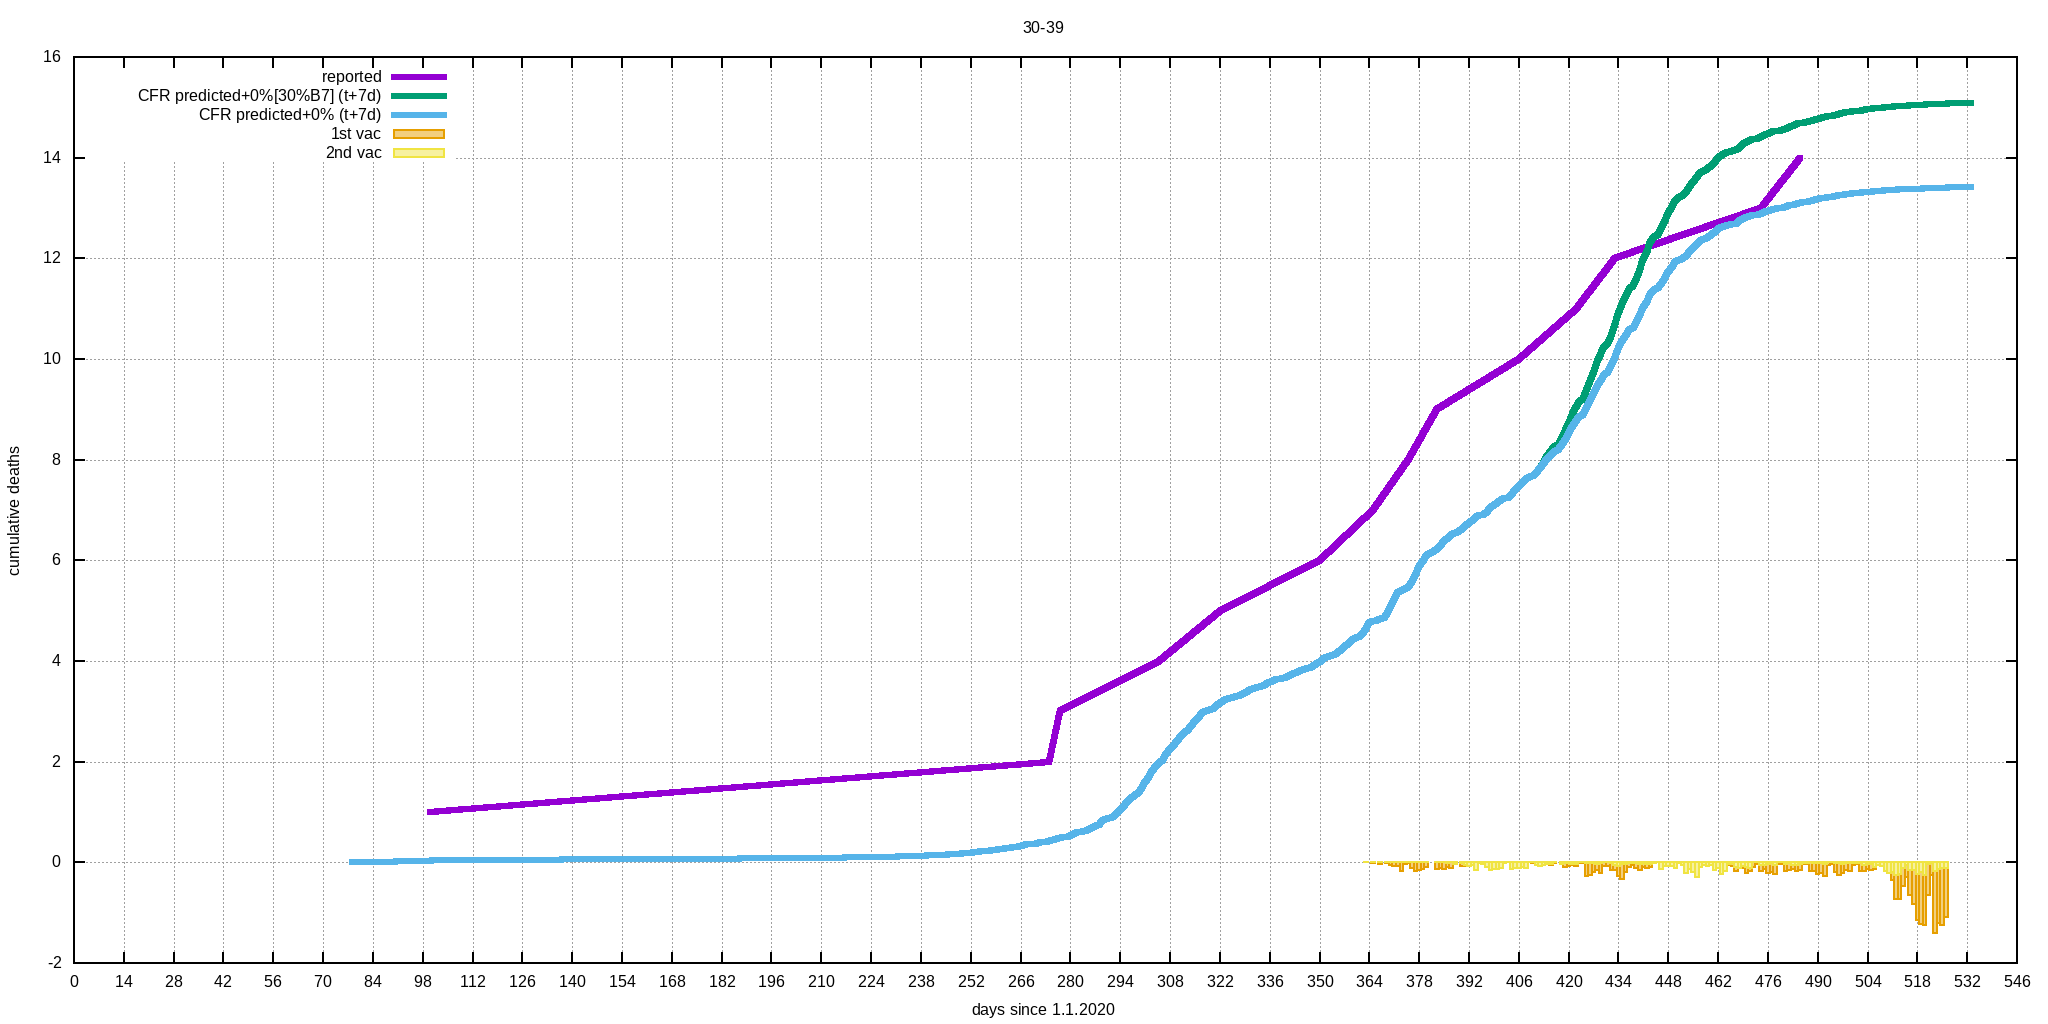 30-39
reported
CFR predicted+0%[30%B7] (t+7d)
CFR predicted+0% (t+7d)
1st vac
2nd vac
cumulative deaths
16
14
12
10
8
6
4
2
0
-2
0 14 28 42 56 70 84 98 112 126 140 154 168 182 196 210 224 238 252 266 280 294 308 322 336 350 364 378 392 406 420 434 448 462 476 490 504 518 532 546
days since 1.1.2020